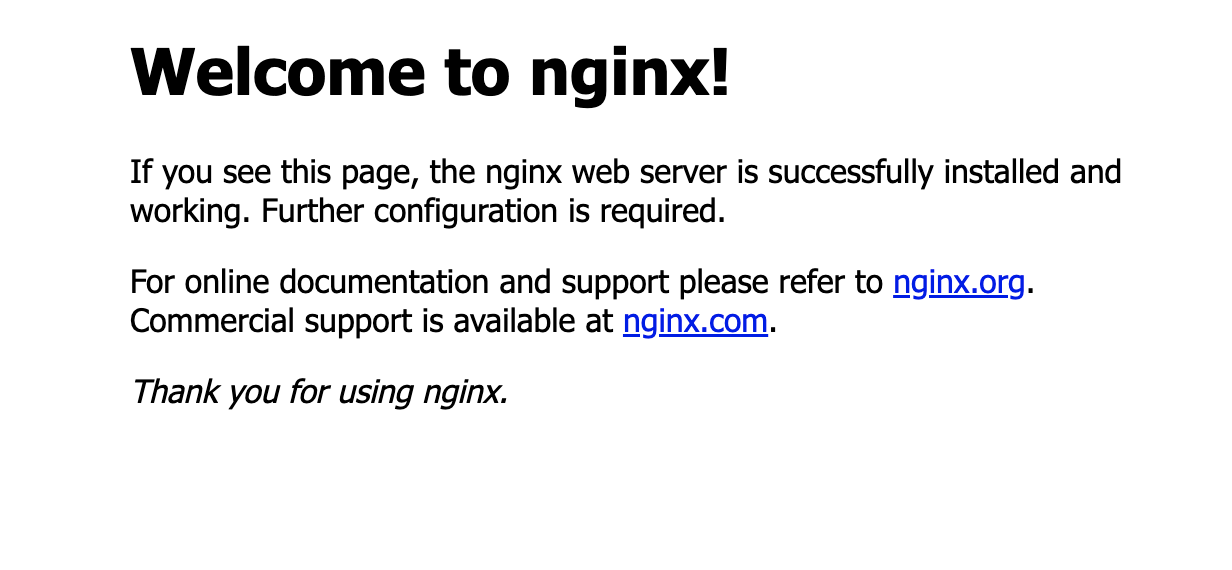 Welcome to nginx!
If you see this page, the nginx web server is successfully installed and
working. Further configuration is required.
For online documentation and support please refer to nginx.org.
Commercial support is available at nginx.com.
Thank you for using nginx.